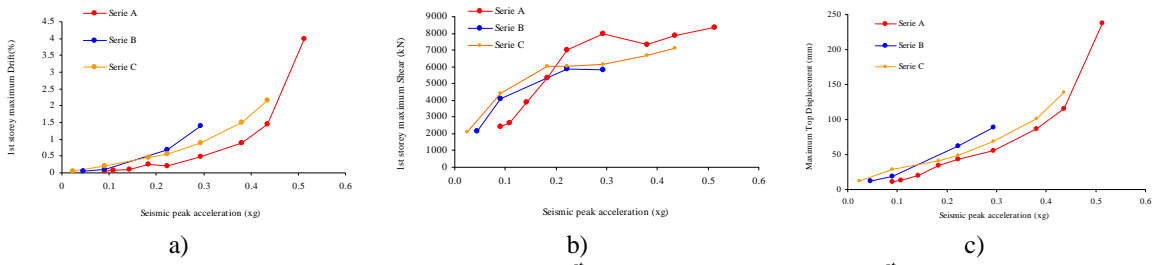 1st storey maximum Drift(%)
4.5
4
3.5
3
2.5
2
1.5
1
0.5
0
Serie A
Serie B
Serie C
0 0.1 0.2 0.3 0.4 0.5 0.6
Seismic peak acceleration (xg)
a)
1st storey maximum Shear (kN)
9000
8000
7000
6000
5000
4000
3000
2000
1000
0
Serie A
Serie B
Serie C
0.0 0.1 0.2 0.3 0.4 0.5 0.6
Seismic peak acceleration (xg)
b)
Maximum Top Displacement (mm)
250
200
150
100
50
0
Serie A
Serie B
Serie C
0.0 0.1 0.2 0.3 0.4 0.5 0.6
Seismic peak acceleration (xg)
c)
st st